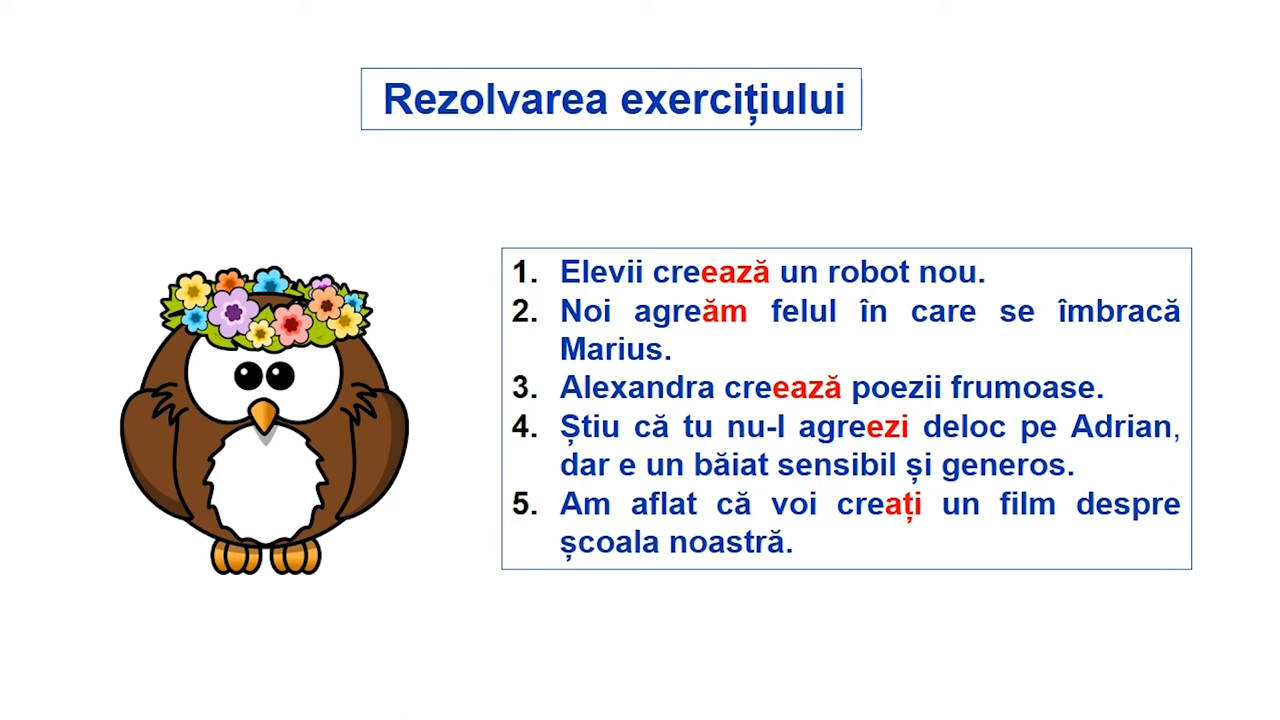 Rezolvarea exercițiului
1. Elevii creează un robot nou.
2. Noi agreăm felul în care se îmbracă
Marius.
3. Alexandra creează poezii frumoase.
4. Știu că tu nu-l agreezi deloc pe Adrian,
dar e un băiat sensibil și generos.
5. Am aflat că voi creați un film despre
școala noastră.